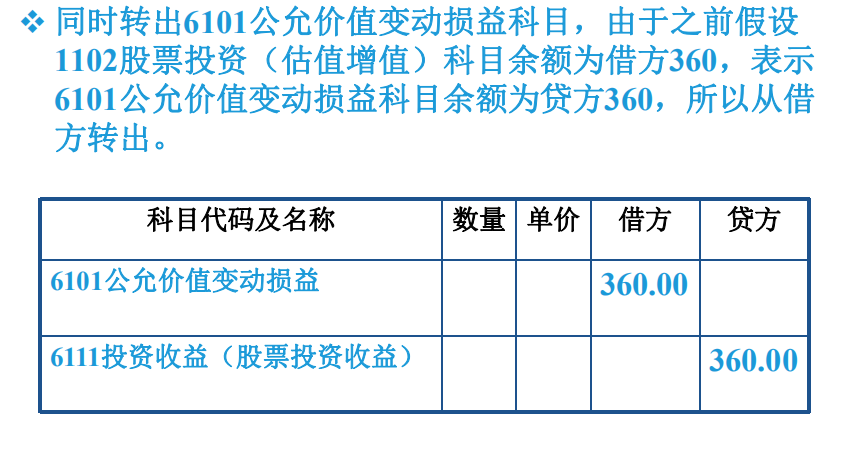 ❖ 同时转出6101公允价值变动损益科目，由于之前假设
1102股票投资（估值增值）科目余额为借方360，表示
6101公允价值变动损益科目余额为贷方360，所以从借
方转出。
科目代码及名称 数量 单价 借方 贷方
6101公允价值变动损益 360.00
6111投资收益（股票投资收益） 360.00